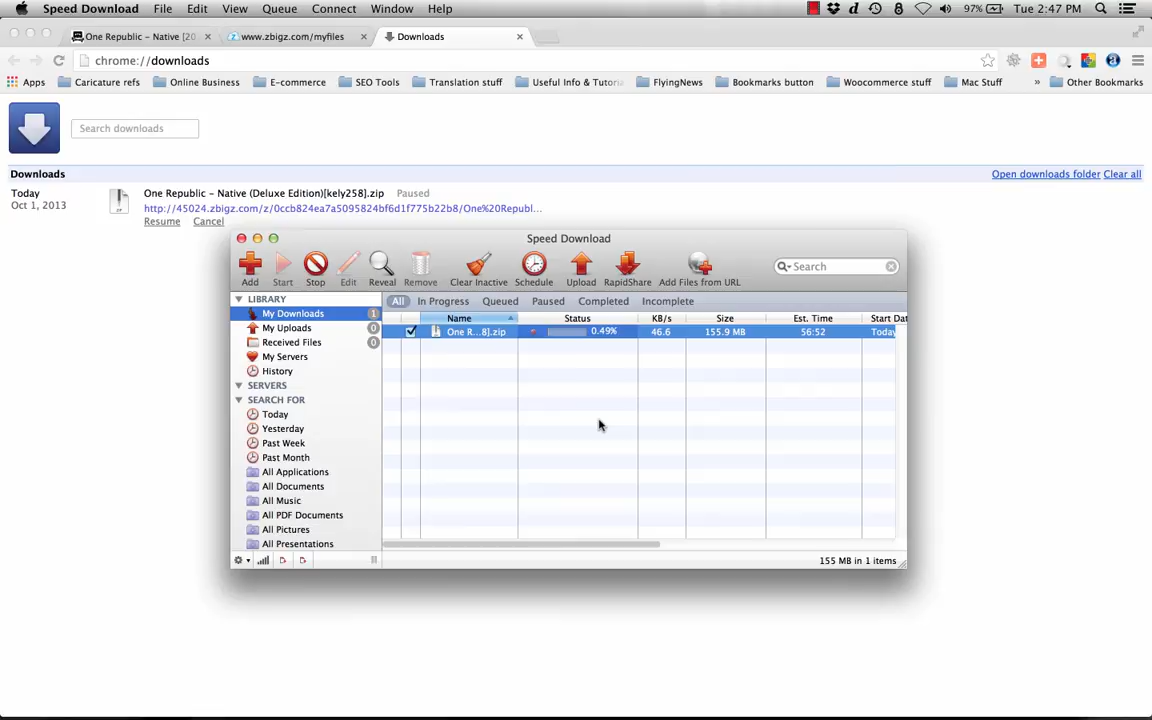 Speed Download File Edit View Queue Connect Window Help 97% Tue 2:47 PM
One Republic - Native [20 www.zbigz.com/myfiles Downloads
chrome://downloads
Apps Caricature refs Online Business E-commerce SEO Tools Translation stuff Useful Info & Tutoria FlyingNews Bookmarks button Woocommerce stuff Mac Stuff » Other Bookmarks
Search downloads
Downloads Open downloads folder Clear all
Today One Republic - Native (Deluxe Edition)[kely258].zip Paused
Oct 1, 2013 http://45024.zbigz.com/z/0ccb824ea7a5095824bf6d1f775b22b8/One%20Republ...
Resume Cancel
Speed Download
Add Start Stop Edit Reveal Remove Clear Inactive Schedule Upload RapidShare Add Files from URL Search
LIBRARY All In Progress Queued Paused Completed Incomplete
My Downloads 1 Name Status KB/s Size Est. Time Start Dat
My Uploads 0 One R...8].zip 0.49% 46.6 155.9 MB 56:52 Today
Received Files 0
My Servers
History
SERVERS
SEARCH FOR
Today
Yesterday
Past Week
Past Month
All Applications
All Documents
All Music
All PDF Documents
All Pictures
All Presentations
155 MB in 1 items